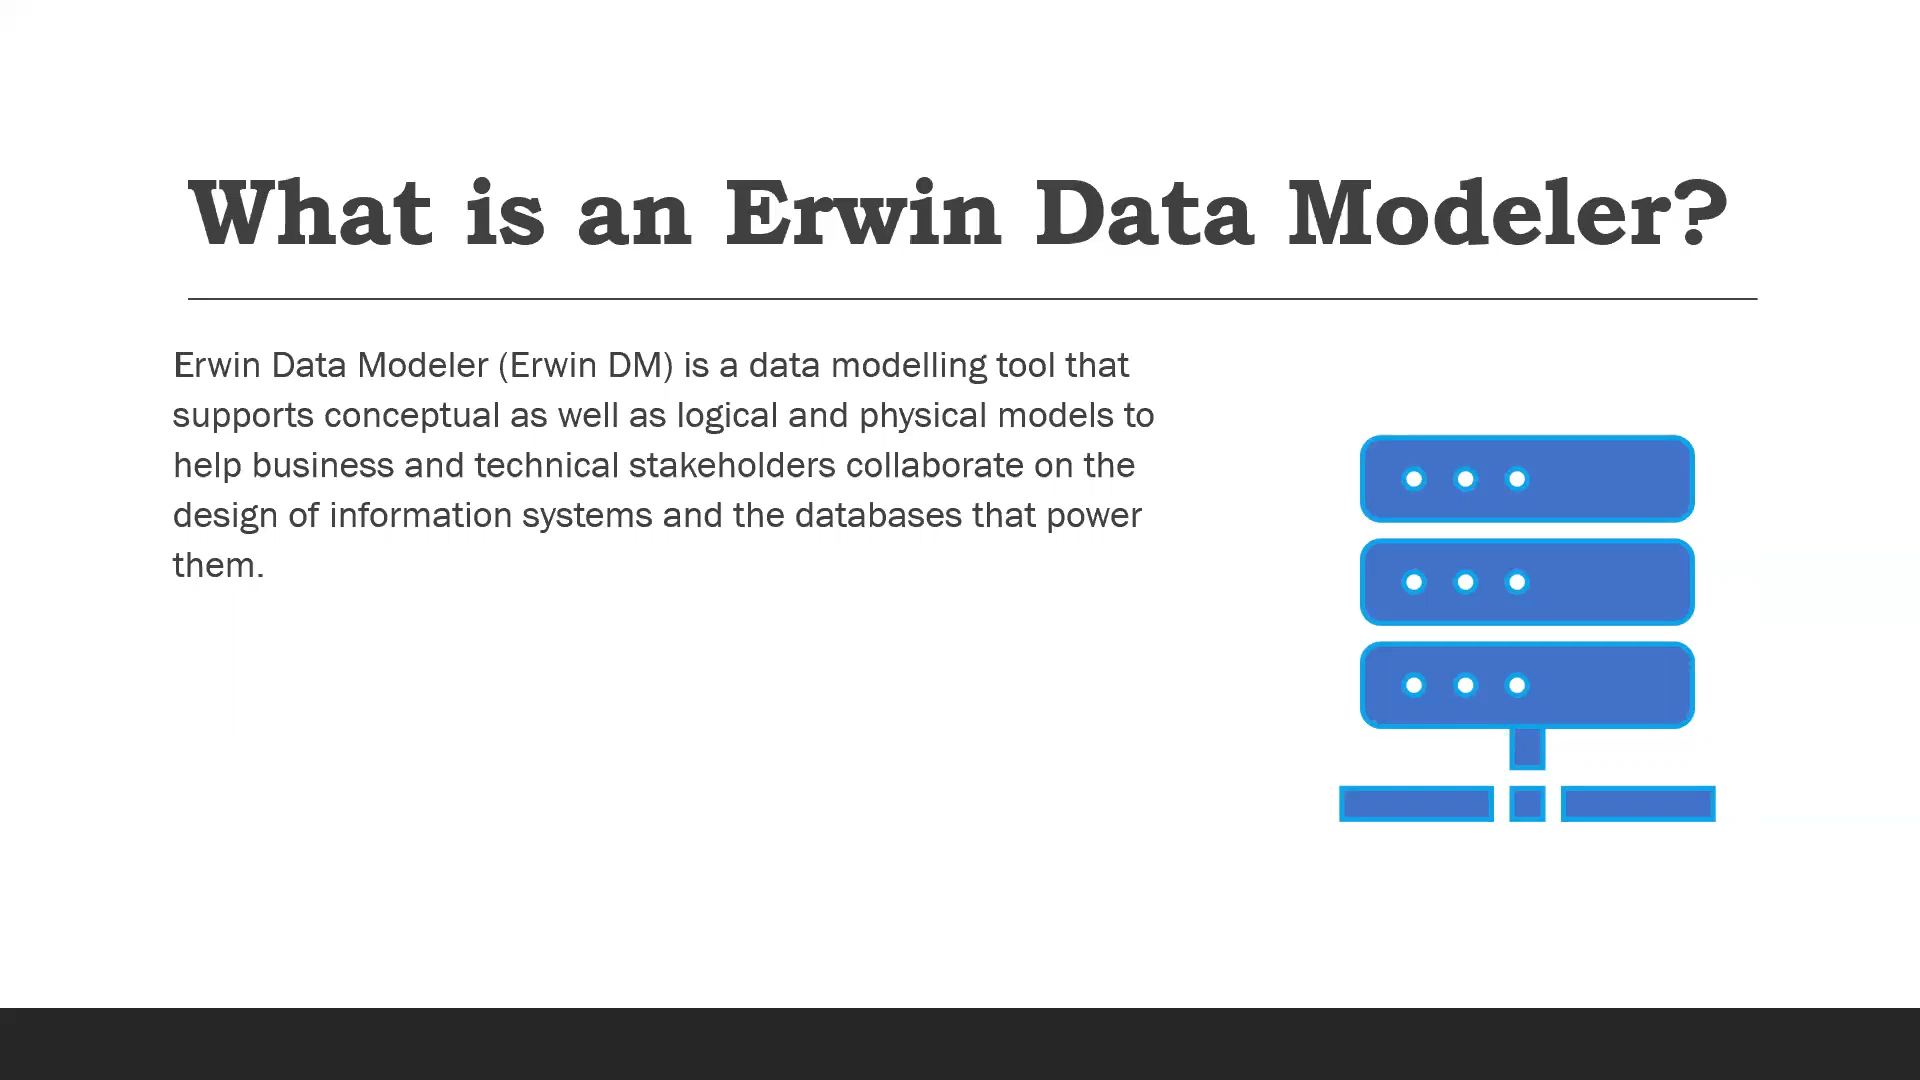 What is an Erwin Data Modeler?
Erwin Data Modeler (Erwin DM) is a data modelling tool that
supports conceptual as well as logical and physical models to
help business and technical stakeholders collaborate on the
design of information systems and the databases that power
them.